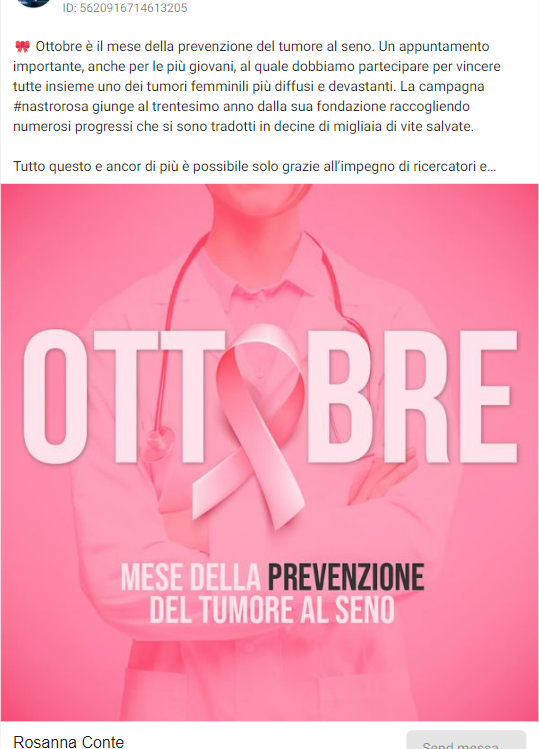 ID: 5620916714613205
🎀 Ottobre è il mese della prevenzione del tumore al seno. Un appuntamento
importante, anche per le più giovani, al quale dobbiamo partecipare per vincere
tutte insieme uno dei tumori femminili più diffusi e devastanti. La campagna
#nastrorosa giunge al trentesimo anno dalla sua fondazione raccogliendo
numerosi progressi che si sono tradotti in decine di migliaia di vite salvate.
Tutto questo e ancor di più è possibile solo grazie all'impegno di ricercatori e...
OTTOBRE
MESE DELLA PREVENZIONE
DEL TUMORE AL SENO
Rosanna Conte
Send messa